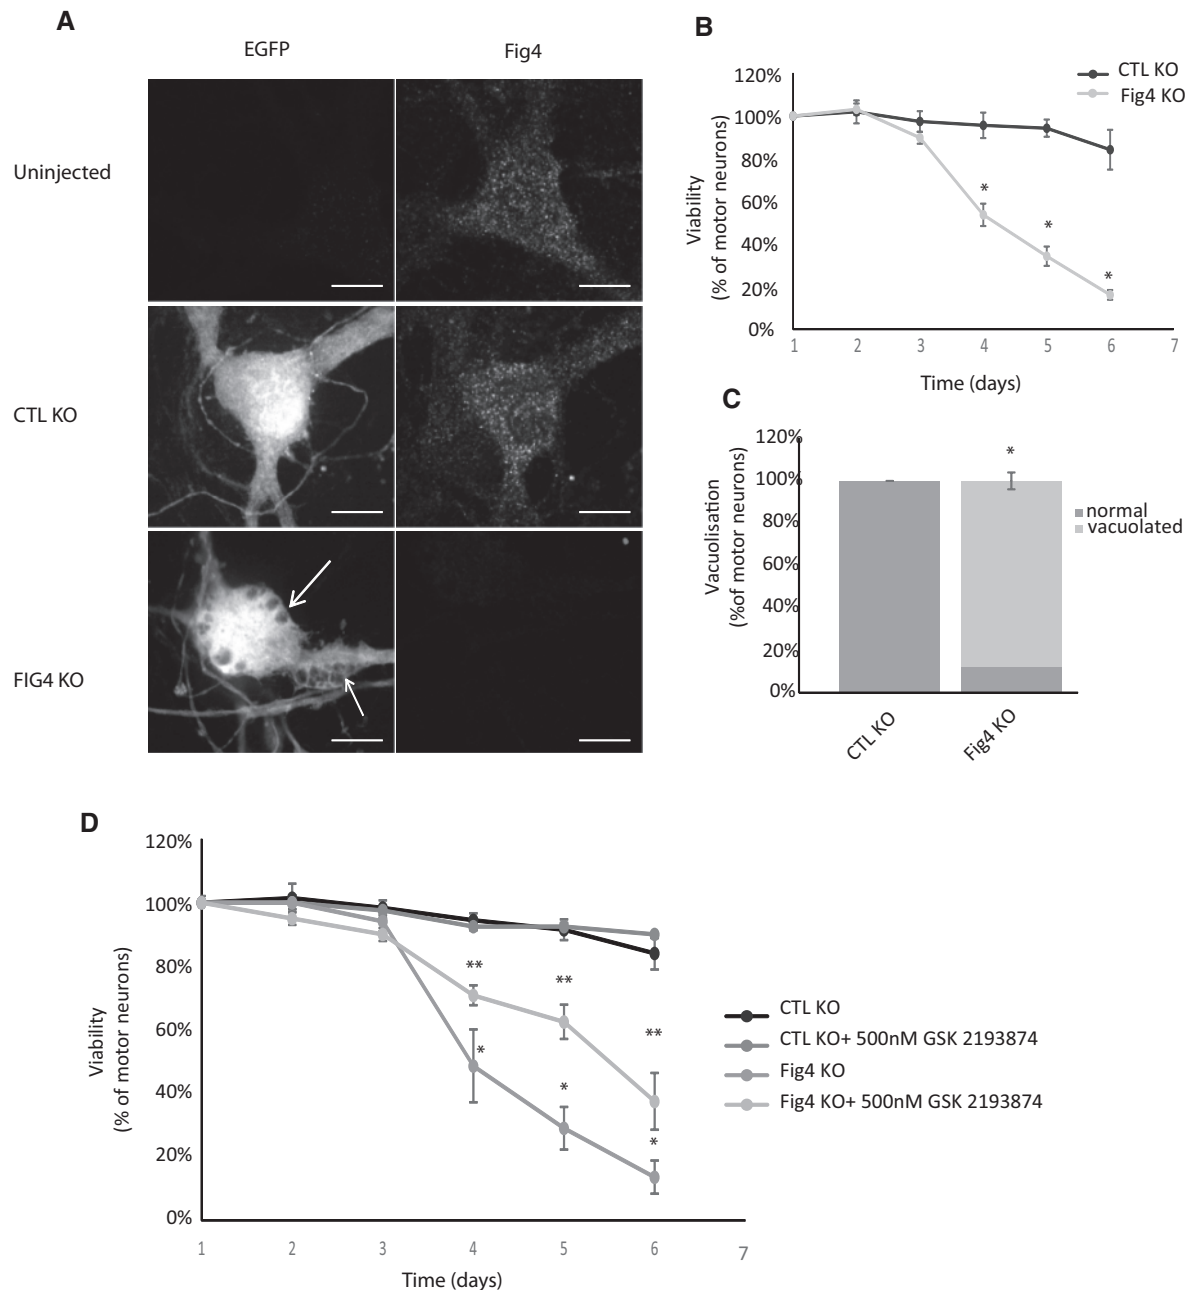 A
EGFP
Fig4
Uninjected
CTL KO
FIG4 KO
B
120%
100%
80%
60%
40%
20%
0%
Viability
(% of motor neurons)
CTL KO
Fig4 KO
*
*
*
1 2 3 4 5 6 7
Time (days)
C
120%
100%
80%
60%
40%
20%
0%
Vacuolisation
(%of motor neurons)
*
normal
vacuolated
CTL KO
Fig4 KO
D
120%
100%
80%
60%
40%
20%
0%
Viability
(% of motor neurons)
**
**
**
*
*
*
CTL KO
CTL KO+ 500nM GSK 2193874
Fig4 KO
Fig4 KO+ 500nM GSK 2193874
1 2 3 4 5 6 7
Time (days)